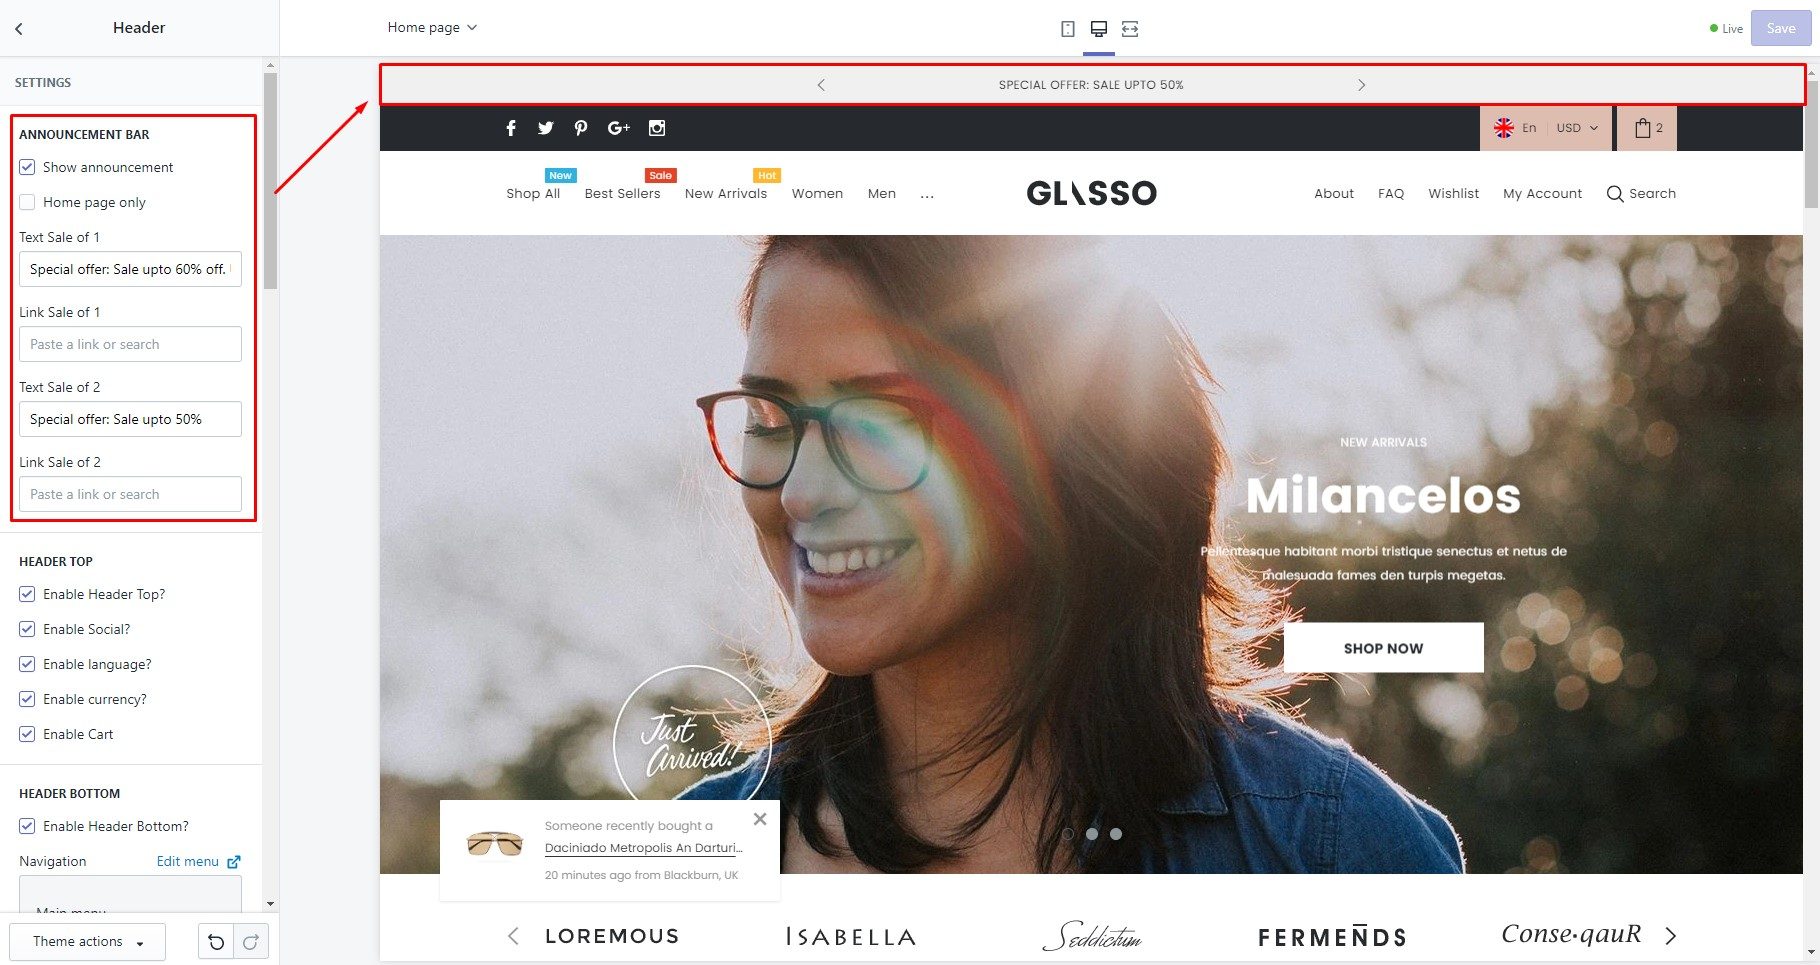 Header
Home page
Live
Save
SETTINGS
ANNOUNCEMENT BAR
Show announcement
Home page only
Text Sale of 1
Special offer: Sale upto 60% off.
Link Sale of 1
Paste a link or search
Text Sale of 2
Special offer: Sale upto 50%
Link Sale of 2
Paste a link or search
HEADER TOP
Enable Header Top?
Enable Social?
Enable language?
Enable currency?
Enable Cart
HEADER BOTTOM
Enable Header Bottom?
Navigation
Edit menu
Main menu
Theme actions
SPECIAL OFFER: SALE UPTO 50%
En
USD
2
New
Sale
Hot
Shop All
Best Sellers
New Arrivals
Women
Men
...
GLASSO
About
FAQ
Wishlist
My Account
Search
NEW ARRIVALS
Milancelos
Pellentesque habitant morbi tristique senectus et netus de
malesuada fames den turpis megetas.
SHOP NOW
Just
Arrived!
Someone recently bought a
Daciniado Metropolis An Darturi...
20 minutes ago from Blackburn, UK
LOREMOUS
ISABELLA
Seddictum
FERMEÑDS
Conse•qauR